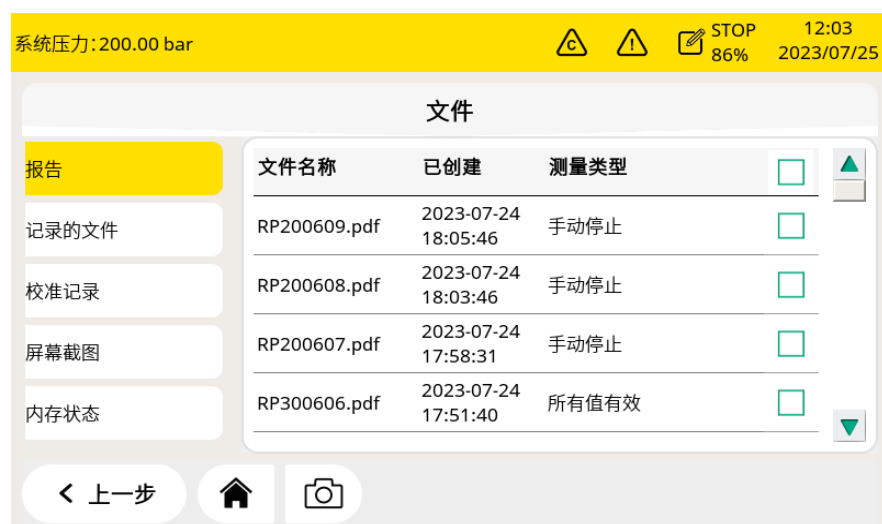 系统压力:200.00 bar
C
!
STOP
86%
12:03
2023/07/25
文件
报告
记录的文件
校准记录
屏幕截图
内存状态
文件名称 已创建 测量类型
RP200609.pdf 2023-07-24 18:05:46 手动停止
RP200608.pdf 2023-07-24 18:03:46 手动停止
RP200607.pdf 2023-07-24 17:58:31 手动停止
RP300606.pdf 2023-07-24 17:51:40 所有值有效
上一步